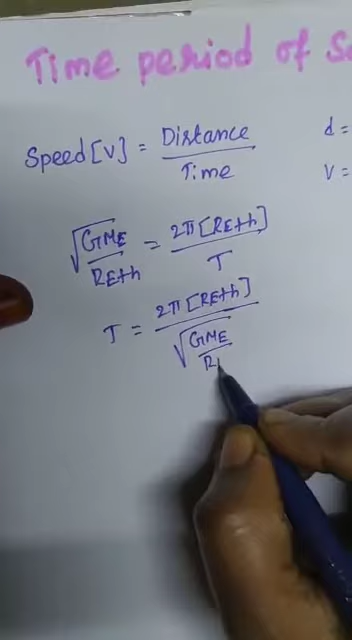 Time period of
Speed[v] = Distance / Time
d =
v =
√(GME / RE+h) = 2π[RE+h] / T
T = 2π[RE+h] / √(GME / R